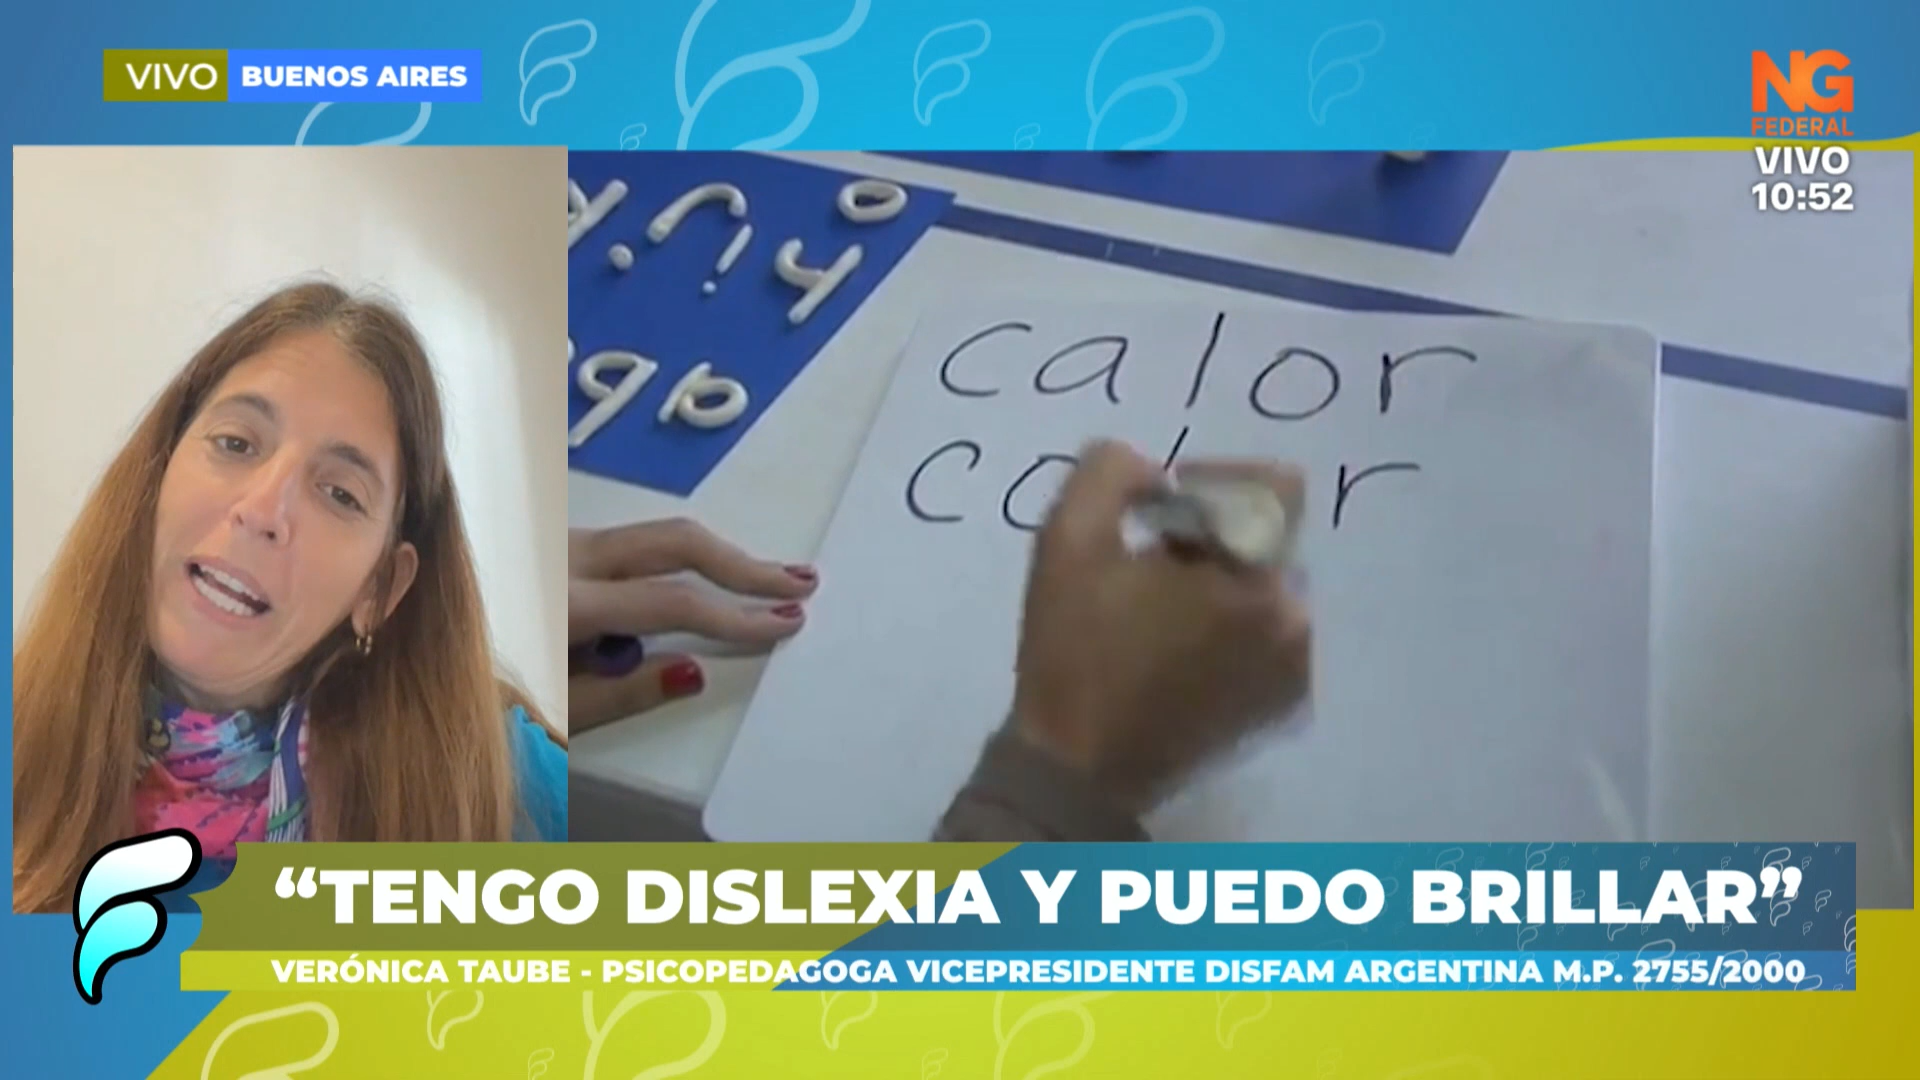 VIVO BUENOS AIRES
NG
FEDERAL
VIVO
10:52
calor
“TENGO DISLEXIA Y PUEDO BRILLAR”
VERÓNICA TAUBE - PSICOPEDAGOGA VICEPRESIDENTE DISFAM ARGENTINA M.P. 2755/2000